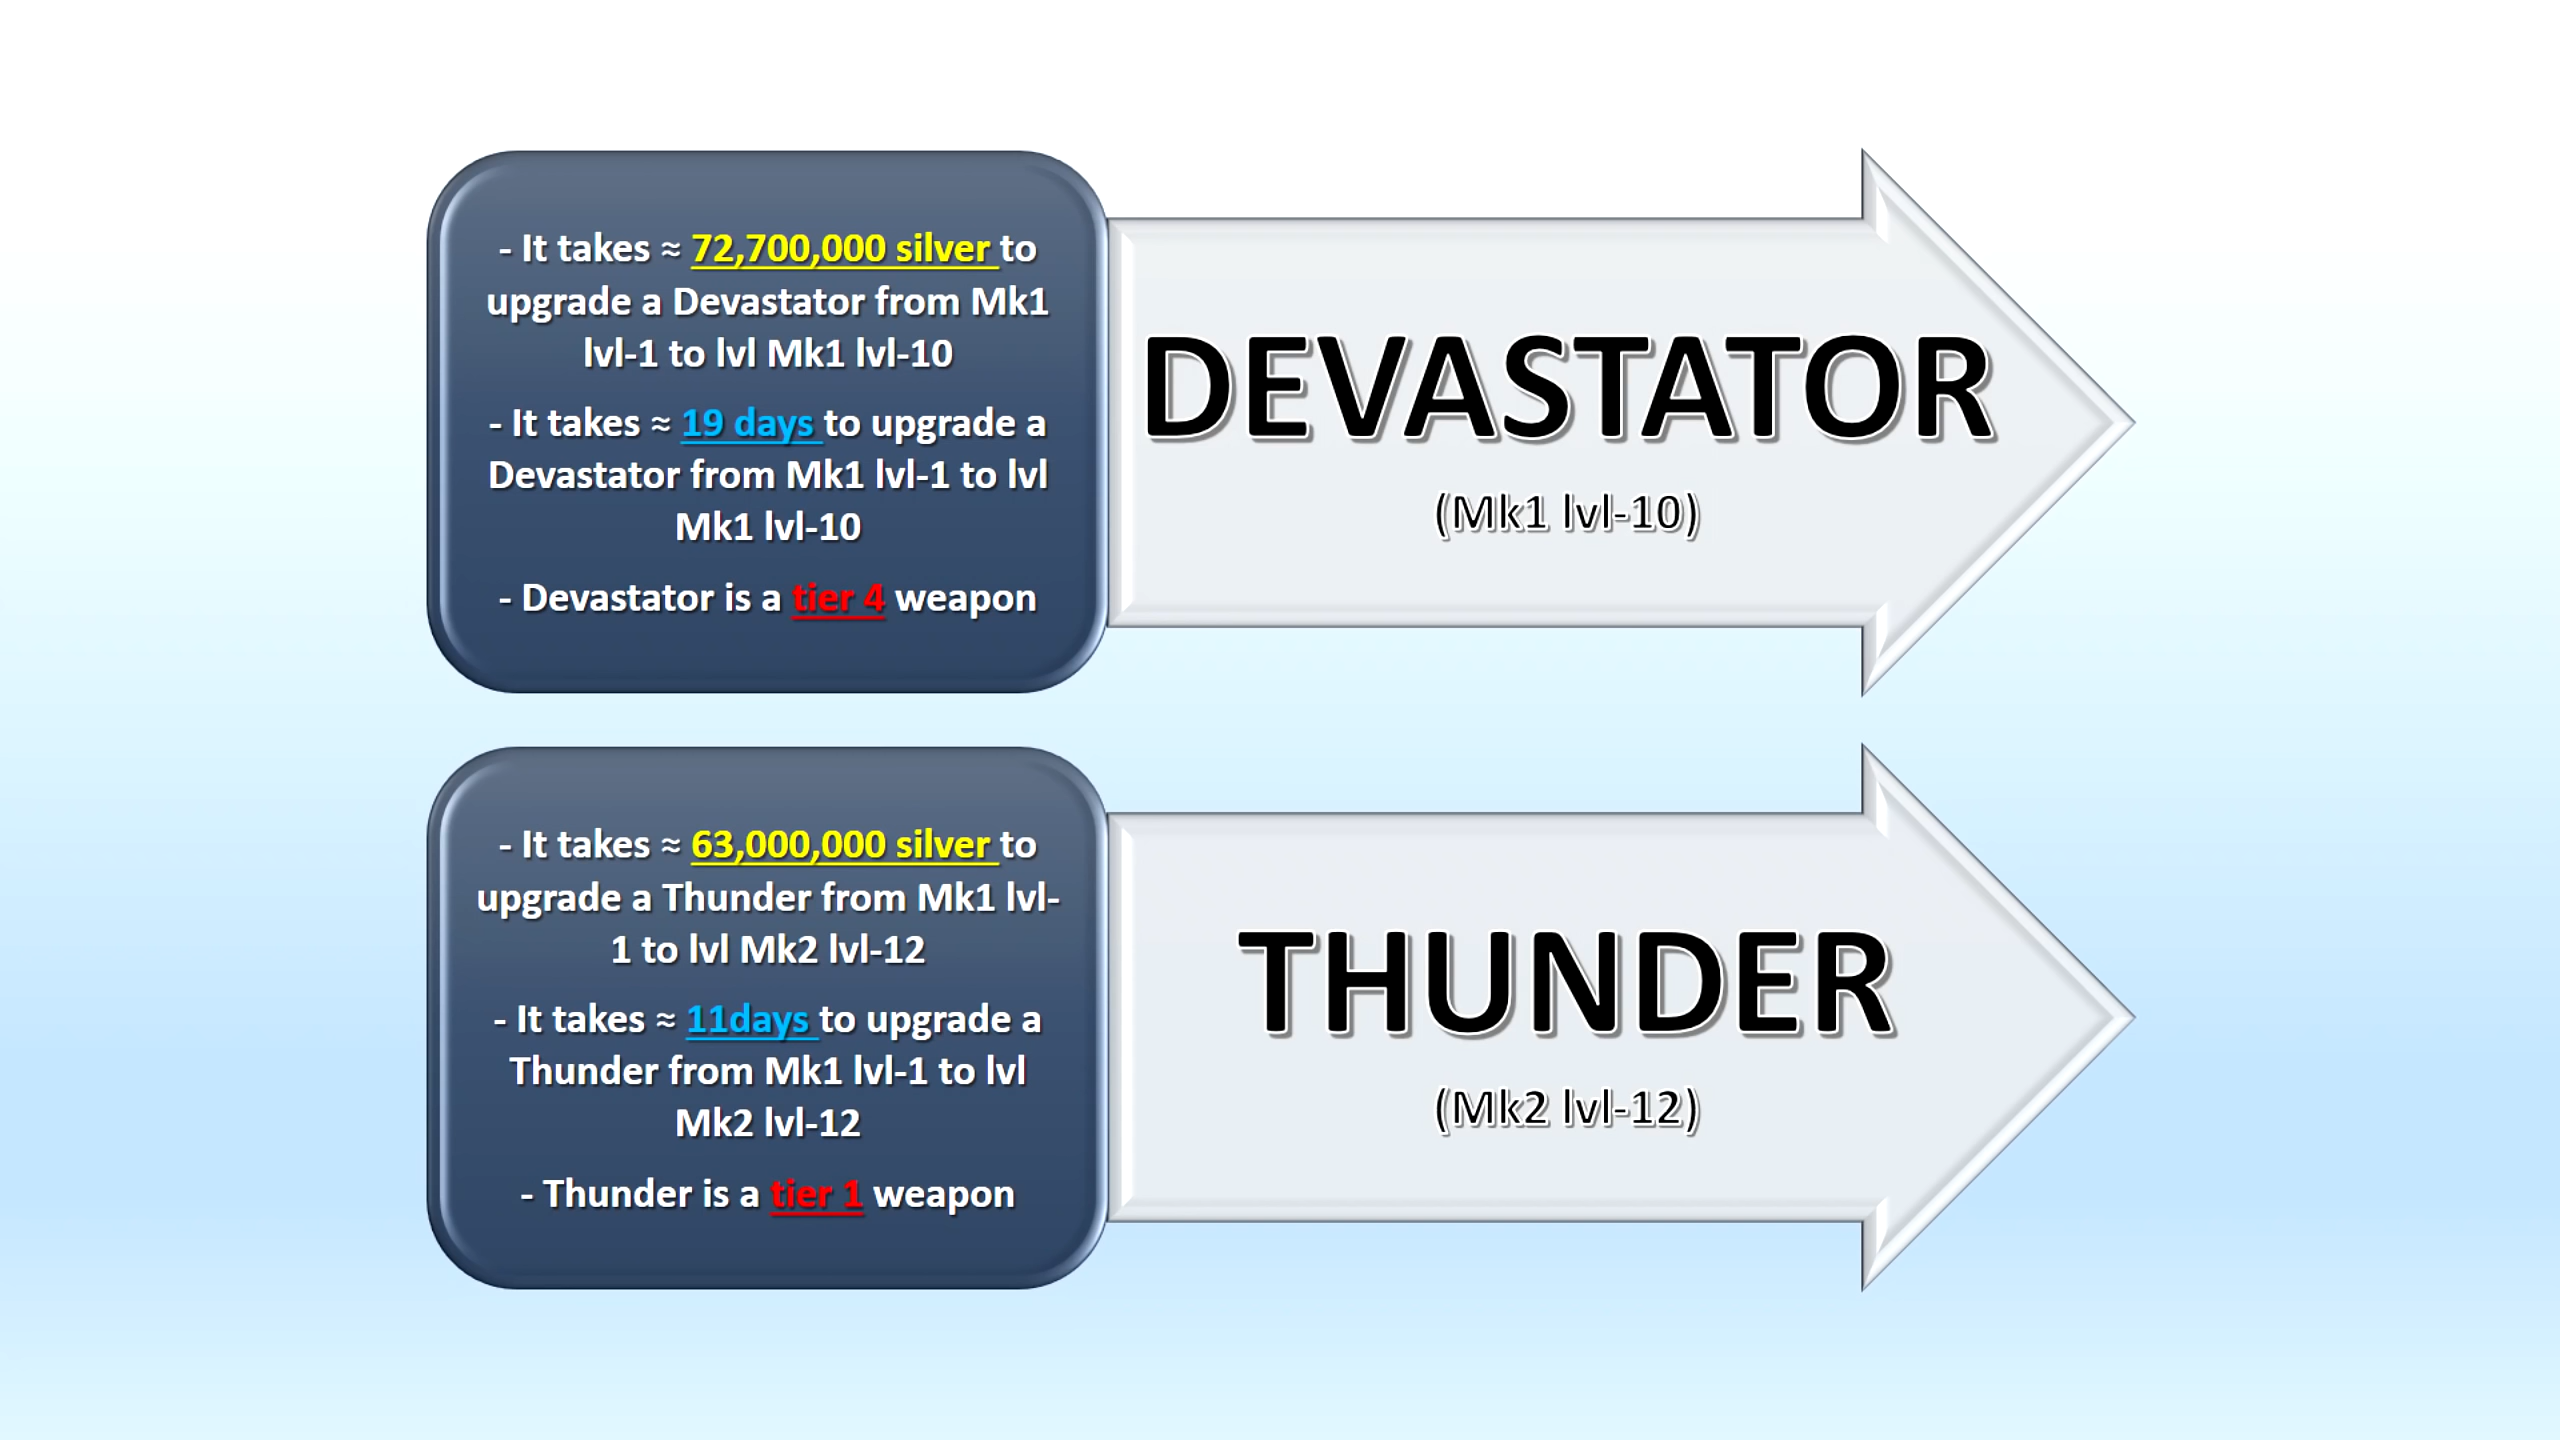 - It takes ≈ 72,700,000 silver to
upgrade a Devastator from Mk1
lvl-1 to lvl Mk1 lvl-10
- It takes ≈ 19 days to upgrade a
Devastator from Mk1 lvl-1 to lvl
Mk1 lvl-10
- Devastator is a tier 4 weapon
DEVASTATOR
(Mk1 lvl-10)
- It takes ≈ 63,000,000 silver to
upgrade a Thunder from Mk1 lvl-
1 to lvl Mk2 lvl-12
- It takes ≈ 11days to upgrade a
Thunder from Mk1 lvl-1 to lvl
Mk2 lvl-12
- Thunder is a tier 1 weapon
THUNDER
(Mk2 lvl-12)